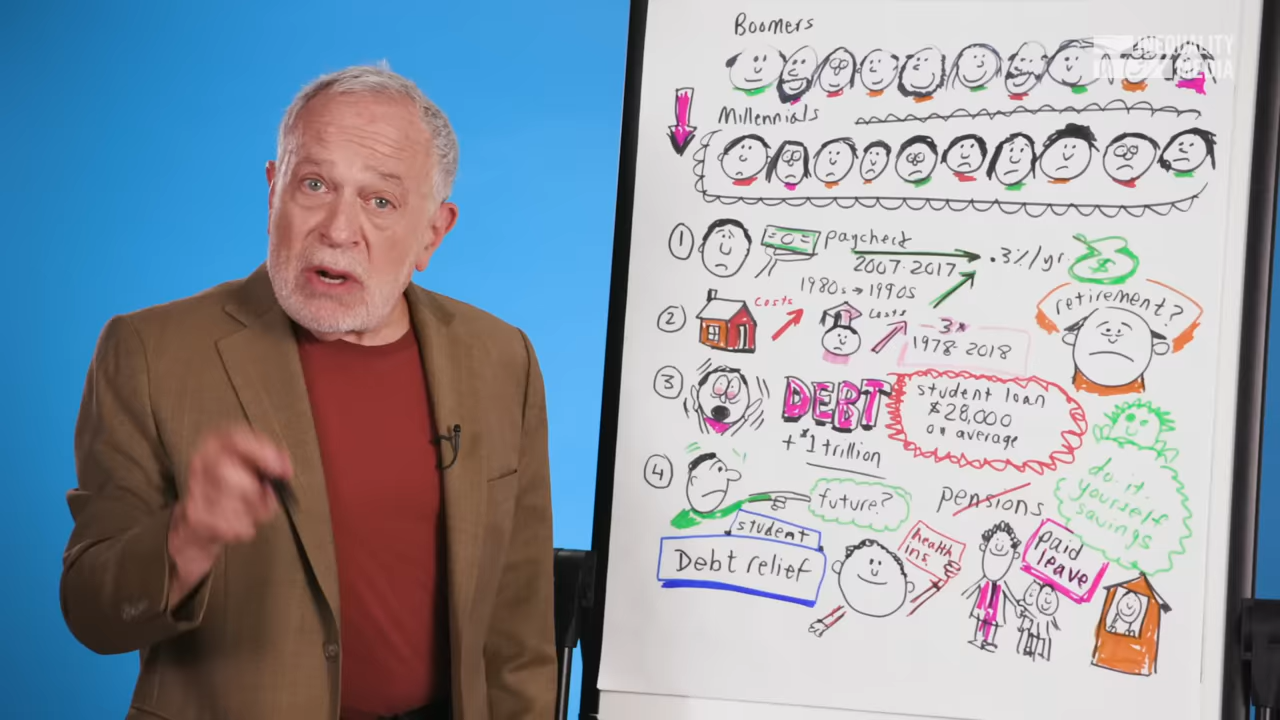 Boomers
INEQUALITY
MEDIA
Millennials
1 paycheck
2007-2017
.3%/yr.
$
1980s → 1990s
retirement?
2 costs
costs
3x
1978-2018
3 DEBT
+ $1 trillion
student loan
$28,000
on average
4 future?
pensions
do-it-
yourself
savings
student
Debt relief
health
ins.
paid
leave